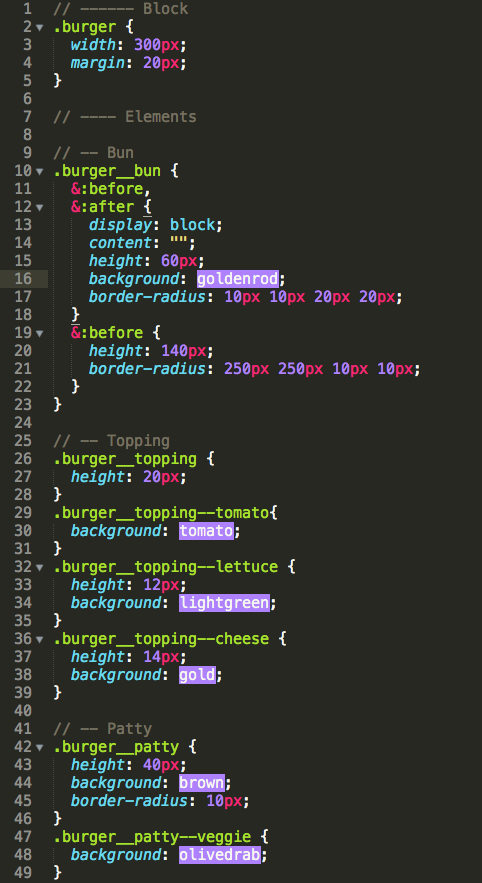 1 // ------ Block
2 .burger {
3   width: 300px;
4   margin: 20px;
5 }
6
7 // ---- Elements
8
9 // -- Bun
10 .burger__bun {
11   &:before,
12   &:after {
13     display: block;
14     content: "";
15     height: 60px;
16     background: goldenrod;
17     border-radius: 10px 10px 20px 20px;
18   }
19   &:before {
20     height: 140px;
21     border-radius: 250px 250px 10px 10px;
22   }
23 }
24
25 // -- Topping
26 .burger__topping {
27   height: 20px;
28 }
29 .burger__topping--tomato{
30   background: tomato;
31 }
32 .burger__topping--lettuce {
33   height: 12px;
34   background: lightgreen;
35 }
36 .burger__topping--cheese {
37   height: 14px;
38   background: gold;
39 }
40
41 // -- Patty
42 .burger__patty {
43   height: 40px;
44   background: brown;
45   border-radius: 10px;
46 }
47 .burger__patty--veggie {
48   background: olivedrab;
49 }